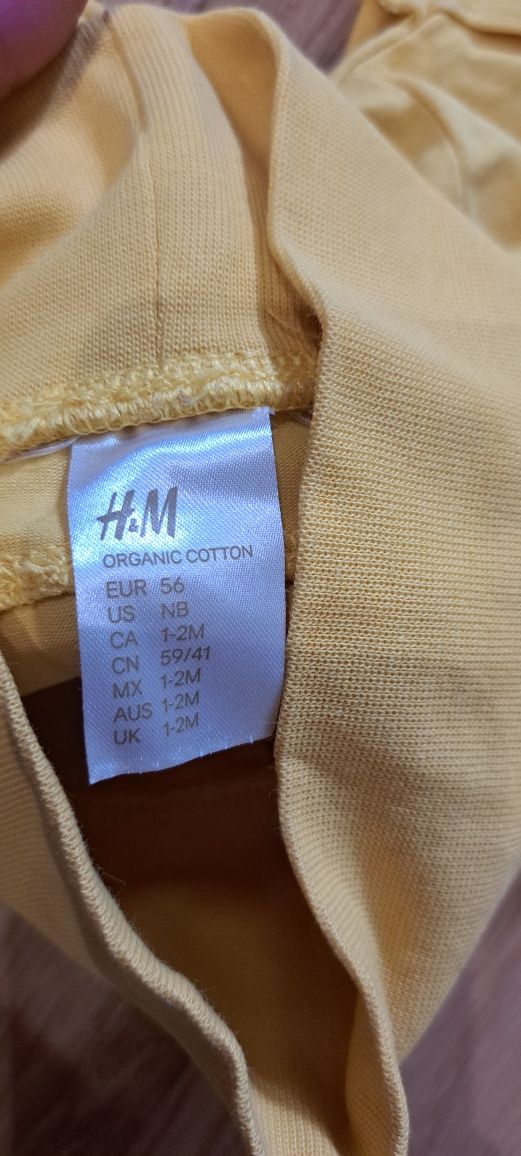 H&M
ORGANIC COTTON
EUR 56
US NB
CA 1-2M
CN 59/41
MX 1-2M
AUS 1-2M
UK 1-2M